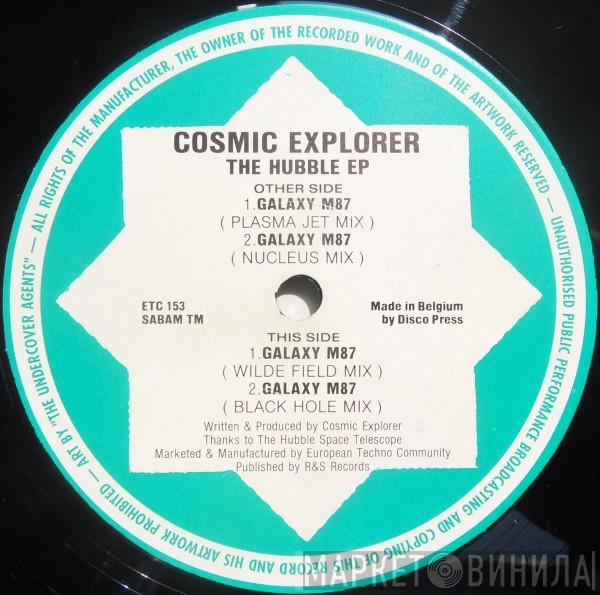 COSMIC EXPLORER
THE HUBBLE EP
OTHER SIDE
1.GALAXY M87
( PLASMA JET MIX )
2.GALAXY M87
( NUCLEUS MIX )
ETC 153
SABAM TM
Made in Belgium
by Disco Press
THIS SIDE
1.GALAXY M87
( WILDE FIELD MIX )
2.GALAXY M87
( BLACK HOLE MIX )
Written & Produced by Cosmic Explorer
Thanks to The Hubble Space Telescope
Marketed & Manufactured by European Techno Community
Published by R&S Records
— ALL RIGHTS OF THE MANUFACTURER, THE OWNER OF THE RECORDED WORK AND OF THE ARTWORK RESERVED — UNAUTHORISED PUBLIC PERFORMANCE BROADCASTING AND COPYING OF THIS RECORD AND HIS ARTWORK PROHIBITED — ART BY "THE UNDERCOVER AGENTS"
МАРКЕТ ВИНИЛА